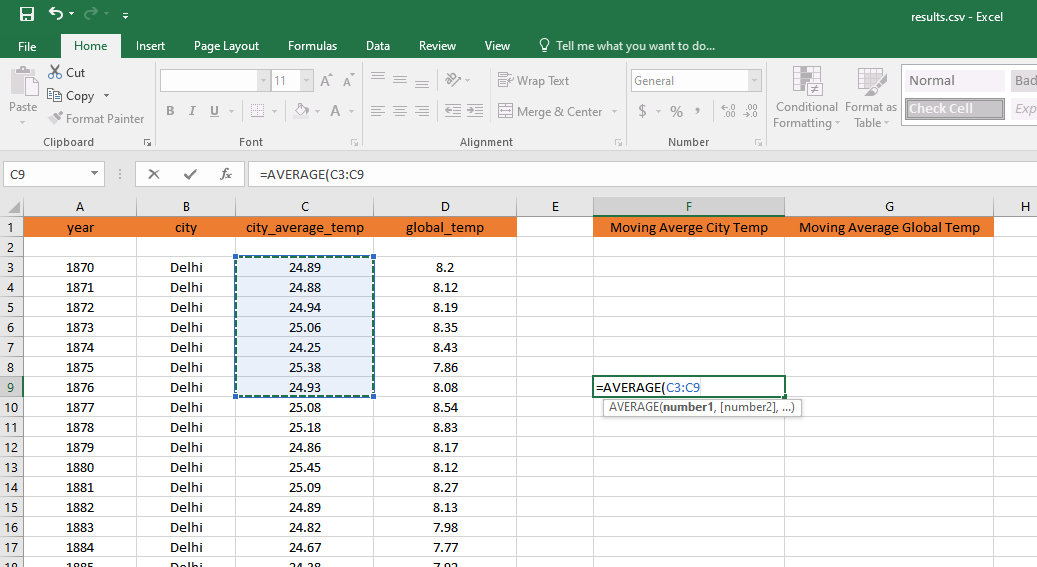 results.csv - Excel
File Home Insert Page Layout Formulas Data Review View Tell me what you want to do...
Paste Cut Copy Format Painter Clipboard
11 A A B I U A Font
Wrap Text Merge & Center Alignment
General $ % , .0 .00 .00 .0 Number
Conditional Formatting Format as Table
Normal Bad
Check Cell Exp
C9 fx =AVERAGE(C3:C9
A B C D E F G H
1 year city city_average_temp global_temp Moving Averge City Temp Moving Average Global Temp
2
3 1870 Delhi 24.89 8.2
4 1871 Delhi 24.88 8.12
5 1872 Delhi 24.94 8.19
6 1873 Delhi 25.06 8.35
7 1874 Delhi 24.25 8.43
8 1875 Delhi 25.38 7.86
9 1876 Delhi 24.93 8.08 =AVERAGE(C3:C9
10 1877 Delhi 25.08 8.54 AVERAGE(number1, [number2], ...)
11 1878 Delhi 25.18 8.83
12 1879 Delhi 24.86 8.17
13 1880 Delhi 25.45 8.12
14 1881 Delhi 25.09 8.27
15 1882 Delhi 24.89 8.13
16 1883 Delhi 24.82 7.98
17 1884 Delhi 24.67 7.77
18 1885 Delhi 24.38 7.92